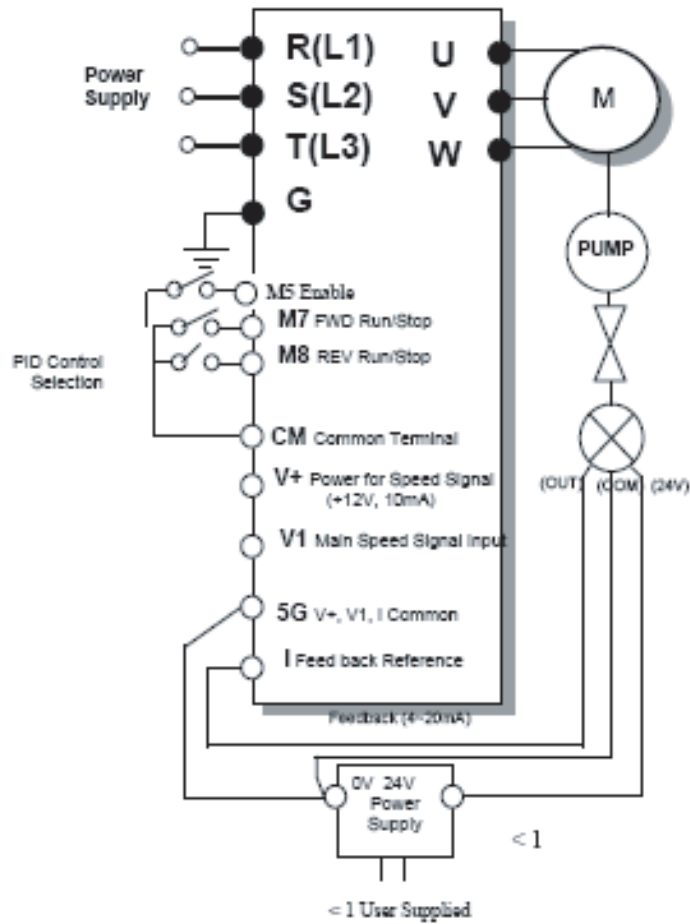 Power
Supply
R(L1)
S(L2)
T(L3)
G
U
V
W
M
PUMP
M5 Enable
M7 FWD Run/Stop
M8 REV Run/Stop
PID Control
Selection
CM Common Terminal
V+ Power for Speed Signal
(+12V, 10mA)
V1 Main Speed Signal Input
5G V+, V1, I Common
I Feed back Reference
(OUT) (COM) (24V)
Feedback (4~20mA)
0V 24V
Power
Supply
< 1
< 1 User Supplied